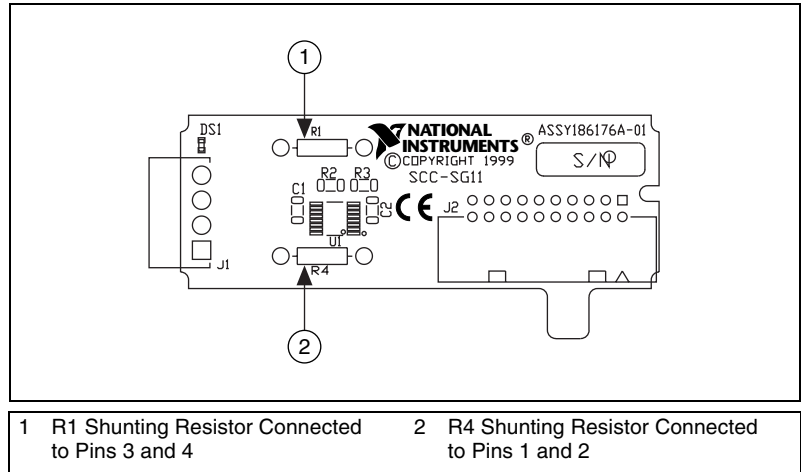 1
DS1
R1
NATIONAL
INSTRUMENTS®
© COPYRIGHT 1999
SCC-SG11
ASSY186176A-01
S/N
R2 R3
C1
C2
CE
J2
U1
J1
R4
2
1 R1 Shunting Resistor Connected
to Pins 3 and 4
2 R4 Shunting Resistor Connected
to Pins 1 and 2